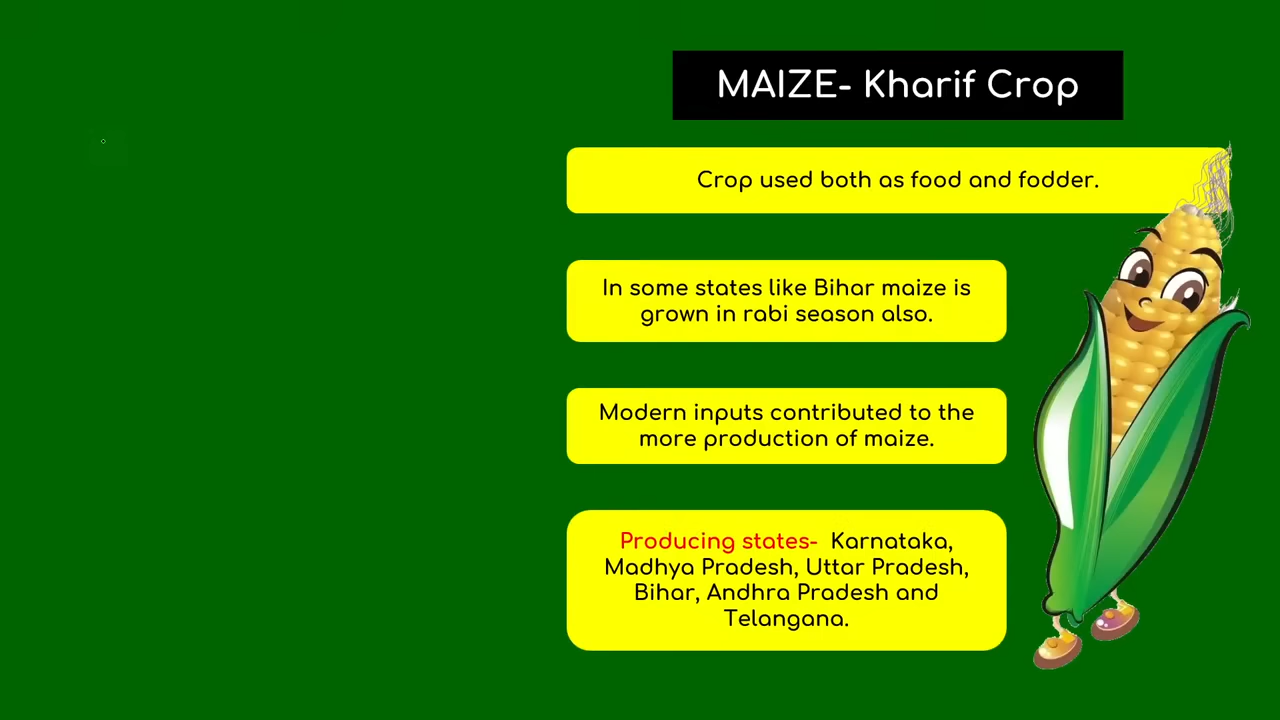 MAIZE- Kharif Crop
Crop used both as food and fodder.
In some states like Bihar maize is
grown in rabi season also.
Modern inputs contributed to the
more production of maize.
Producing states- Karnataka,
Madhya Pradesh, Uttar Pradesh,
Bihar, Andhra Pradesh and
Telangana.